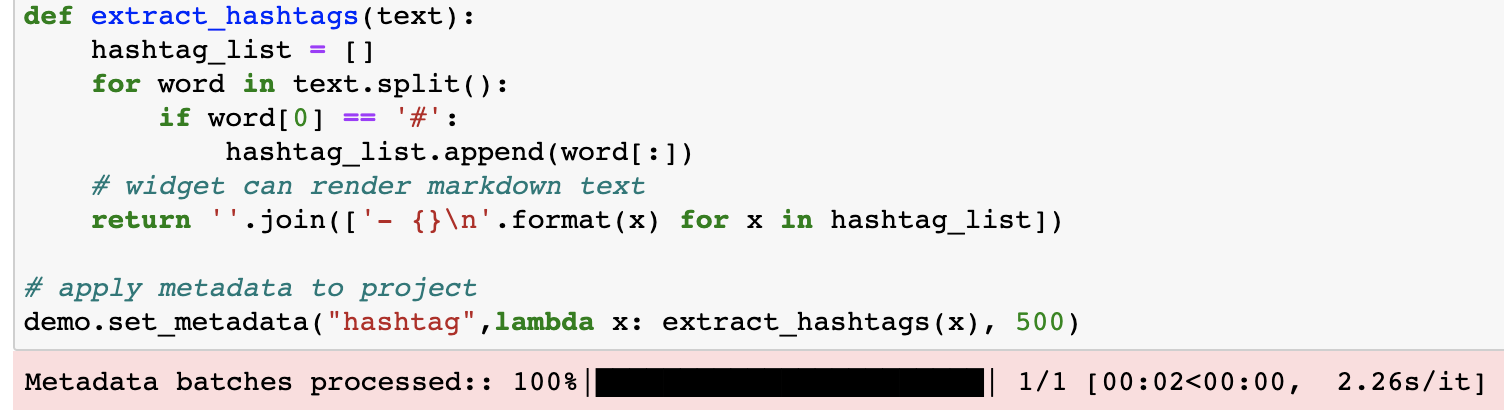 def extract_hashtags(text):
    hashtag_list = []
    for word in text.split():
        if word[0] == '#':
            hashtag_list.append(word[:])
    # widget can render markdown text
    return ''.join(['- {}\n'.format(x) for x in hashtag_list])

# apply metadata to project
demo.set_metadata("hashtag",lambda x: extract_hashtags(x), 500)
Metadata batches processed:: 100%|██████████| 1/1 [00:02<00:00,  2.26s/it]